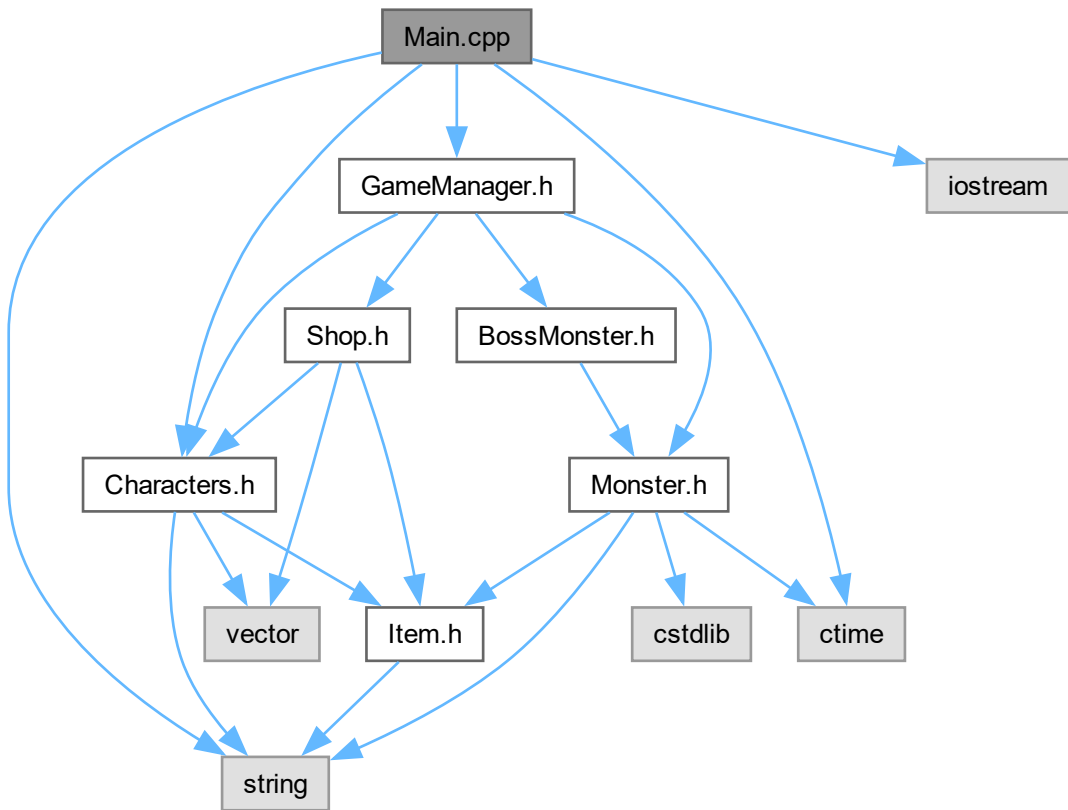 Main.cpp
GameManager.h
iostream
Shop.h
BossMonster.h
Characters.h
Monster.h
vector
Item.h
cstdlib
ctime
string